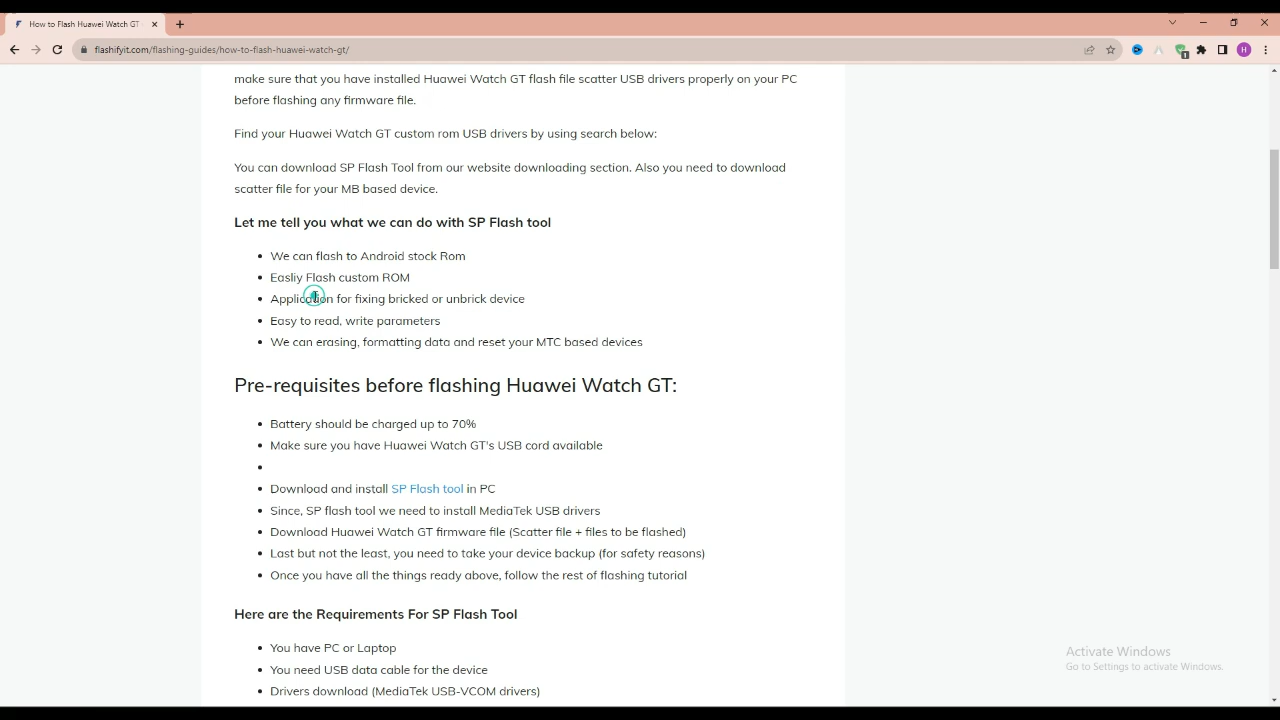 How to Flash Huawei Watch GT
flashifyit.com/flashing-guides/how-to-flash-huawei-watch-gt/
H
1
make sure that you have installed Huawei Watch GT flash file scatter USB drivers properly on your PC
before flashing any firmware file.
Find your Huawei Watch GT custom rom USB drivers by using search below:
You can download SP Flash Tool from our website downloading section. Also you need to download
scatter file for your MB based device.
Let me tell you what we can do with SP Flash tool
We can flash to Android stock Rom
Easliy Flash custom ROM
Application for fixing bricked or unbrick device
Easy to read, write parameters
We can erasing, formatting data and reset your MTC based devices
Pre-requisites before flashing Huawei Watch GT:
Battery should be charged up to 70%
Make sure you have Huawei Watch GT's USB cord available
Download and install SP Flash tool in PC
Since, SP flash tool we need to install MediaTek USB drivers
Download Huawei Watch GT firmware file (Scatter file + files to be flashed)
Last but not the least, you need to take your device backup (for safety reasons)
Once you have all the things ready above, follow the rest of flashing tutorial
Here are the Requirements For SP Flash Tool
You have PC or Laptop
You need USB data cable for the device
Drivers download (MediaTek USB-VCOM drivers)
Activate Windows
Go to Settings to activate Windows.